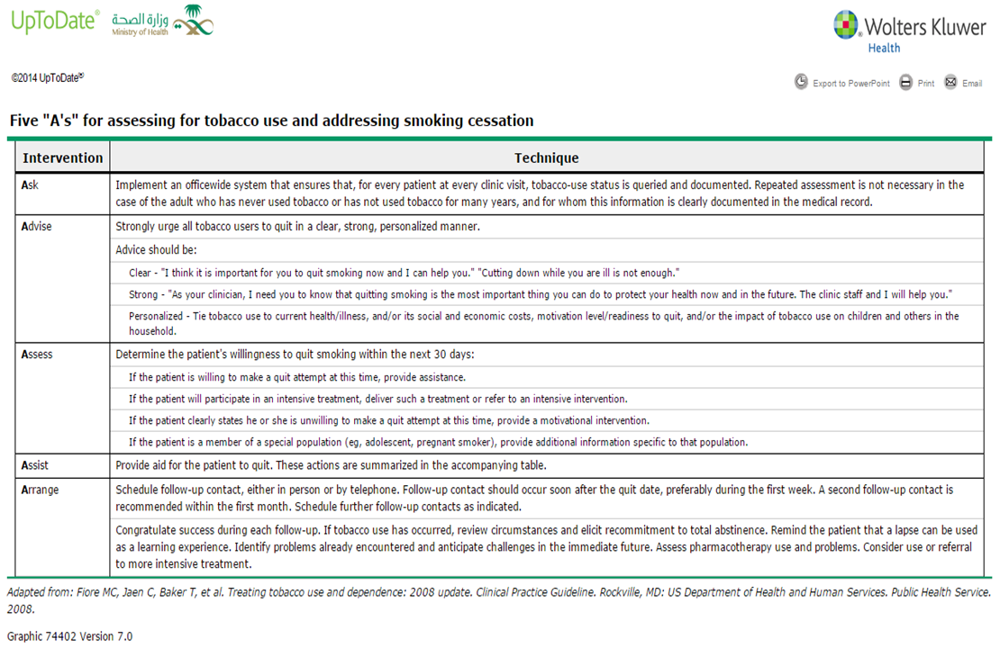 UpToDate®
وزارة الصحة
Ministry of Health
Wolters Kluwer
Health
©2014 UpToDate®
Export to PowerPoint
Print
Email
Five "A's" for assessing for tobacco use and addressing smoking cessation
Intervention
Technique
Ask
Implement an officewide system that ensures that, for every patient at every clinic visit, tobacco-use status is queried and documented. Repeated assessment is not necessary in the
case of the adult who has never used tobacco or has not used tobacco for many years, and for whom this information is clearly documented in the medical record.
Advise
Strongly urge all tobacco users to quit in a clear, strong, personalized manner.
Advice should be:
Clear - "I think it is important for you to quit smoking now and I can help you." "Cutting down while you are ill is not enough."
Strong - "As your clinician, I need you to know that quitting smoking is the most important thing you can do to protect your health now and in the future. The clinic staff and I will help you."
Personalized - Tie tobacco use to current health/illness, and/or its social and economic costs, motivation level/readiness to quit, and/or the impact of tobacco use on children and others in the
household.
Assess
Determine the patient's willingness to quit smoking within the next 30 days:
If the patient is willing to make a quit attempt at this time, provide assistance.
If the patient will participate in an intensive treatment, deliver such a treatment or refer to an intensive intervention.
If the patient clearly states he or she is unwilling to make a quit attempt at this time, provide a motivational intervention.
If the patient is a member of a special population (eg, adolescent, pregnant smoker), provide additional information specific to that population.
Assist
Provide aid for the patient to quit. These actions are summarized in the accompanying table.
Arrange
Schedule follow-up contact, either in person or by telephone. Follow-up contact should occur soon after the quit date, preferably during the first week. A second follow-up contact is
recommended within the first month. Schedule further follow-up contacts as indicated.
Congratulate success during each follow-up. If tobacco use has occurred, review circumstances and elicit recommitment to total abstinence. Remind the patient that a lapse can be used
as a learning experience. Identify problems already encountered and anticipate challenges in the immediate future. Assess pharmacotherapy use and problems. Consider use or referral
to more intensive treatment.
Adapted from: Fiore MC, Jaen C, Baker T, et al. Treating tobacco use and dependence: 2008 update. Clinical Practice Guideline. Rockville, MD: US Department of Health and Human Services. Public Health Service.
2008.
Graphic 74402 Version 7.0